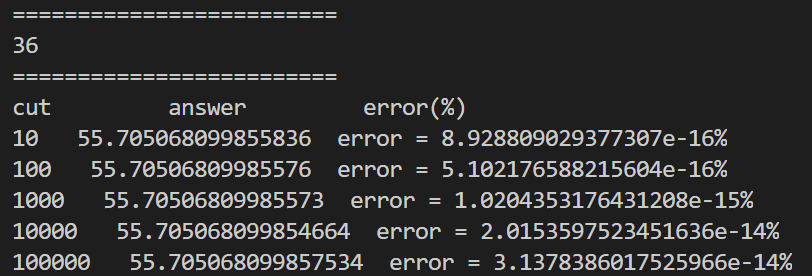 =========================
36
=========================
cut         answer         error(%)
10   55.705068099855836  error = 8.928809029377307e-16%
100   55.70506809985576  error = 5.102176588215604e-16%
1000   55.70506809985573  error = 1.0204353176431208e-15%
10000   55.705068099854664  error = 2.0153597523451636e-14%
100000   55.705068099857534  error = 3.1378386017525966e-14%